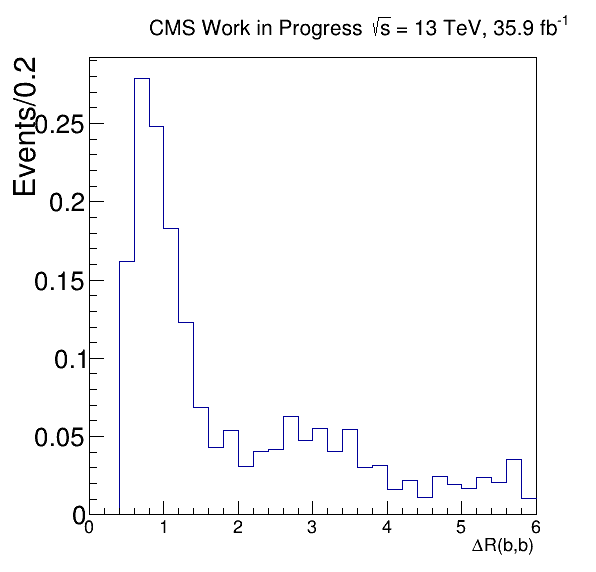 CMS Work in Progress √s = 13 TeV, 35.9 fb⁻¹
Events/0.2
0.25
0.2
0.15
0.1
0.05
0
0 1 2 3 4 5 6
ΔR(b,b)